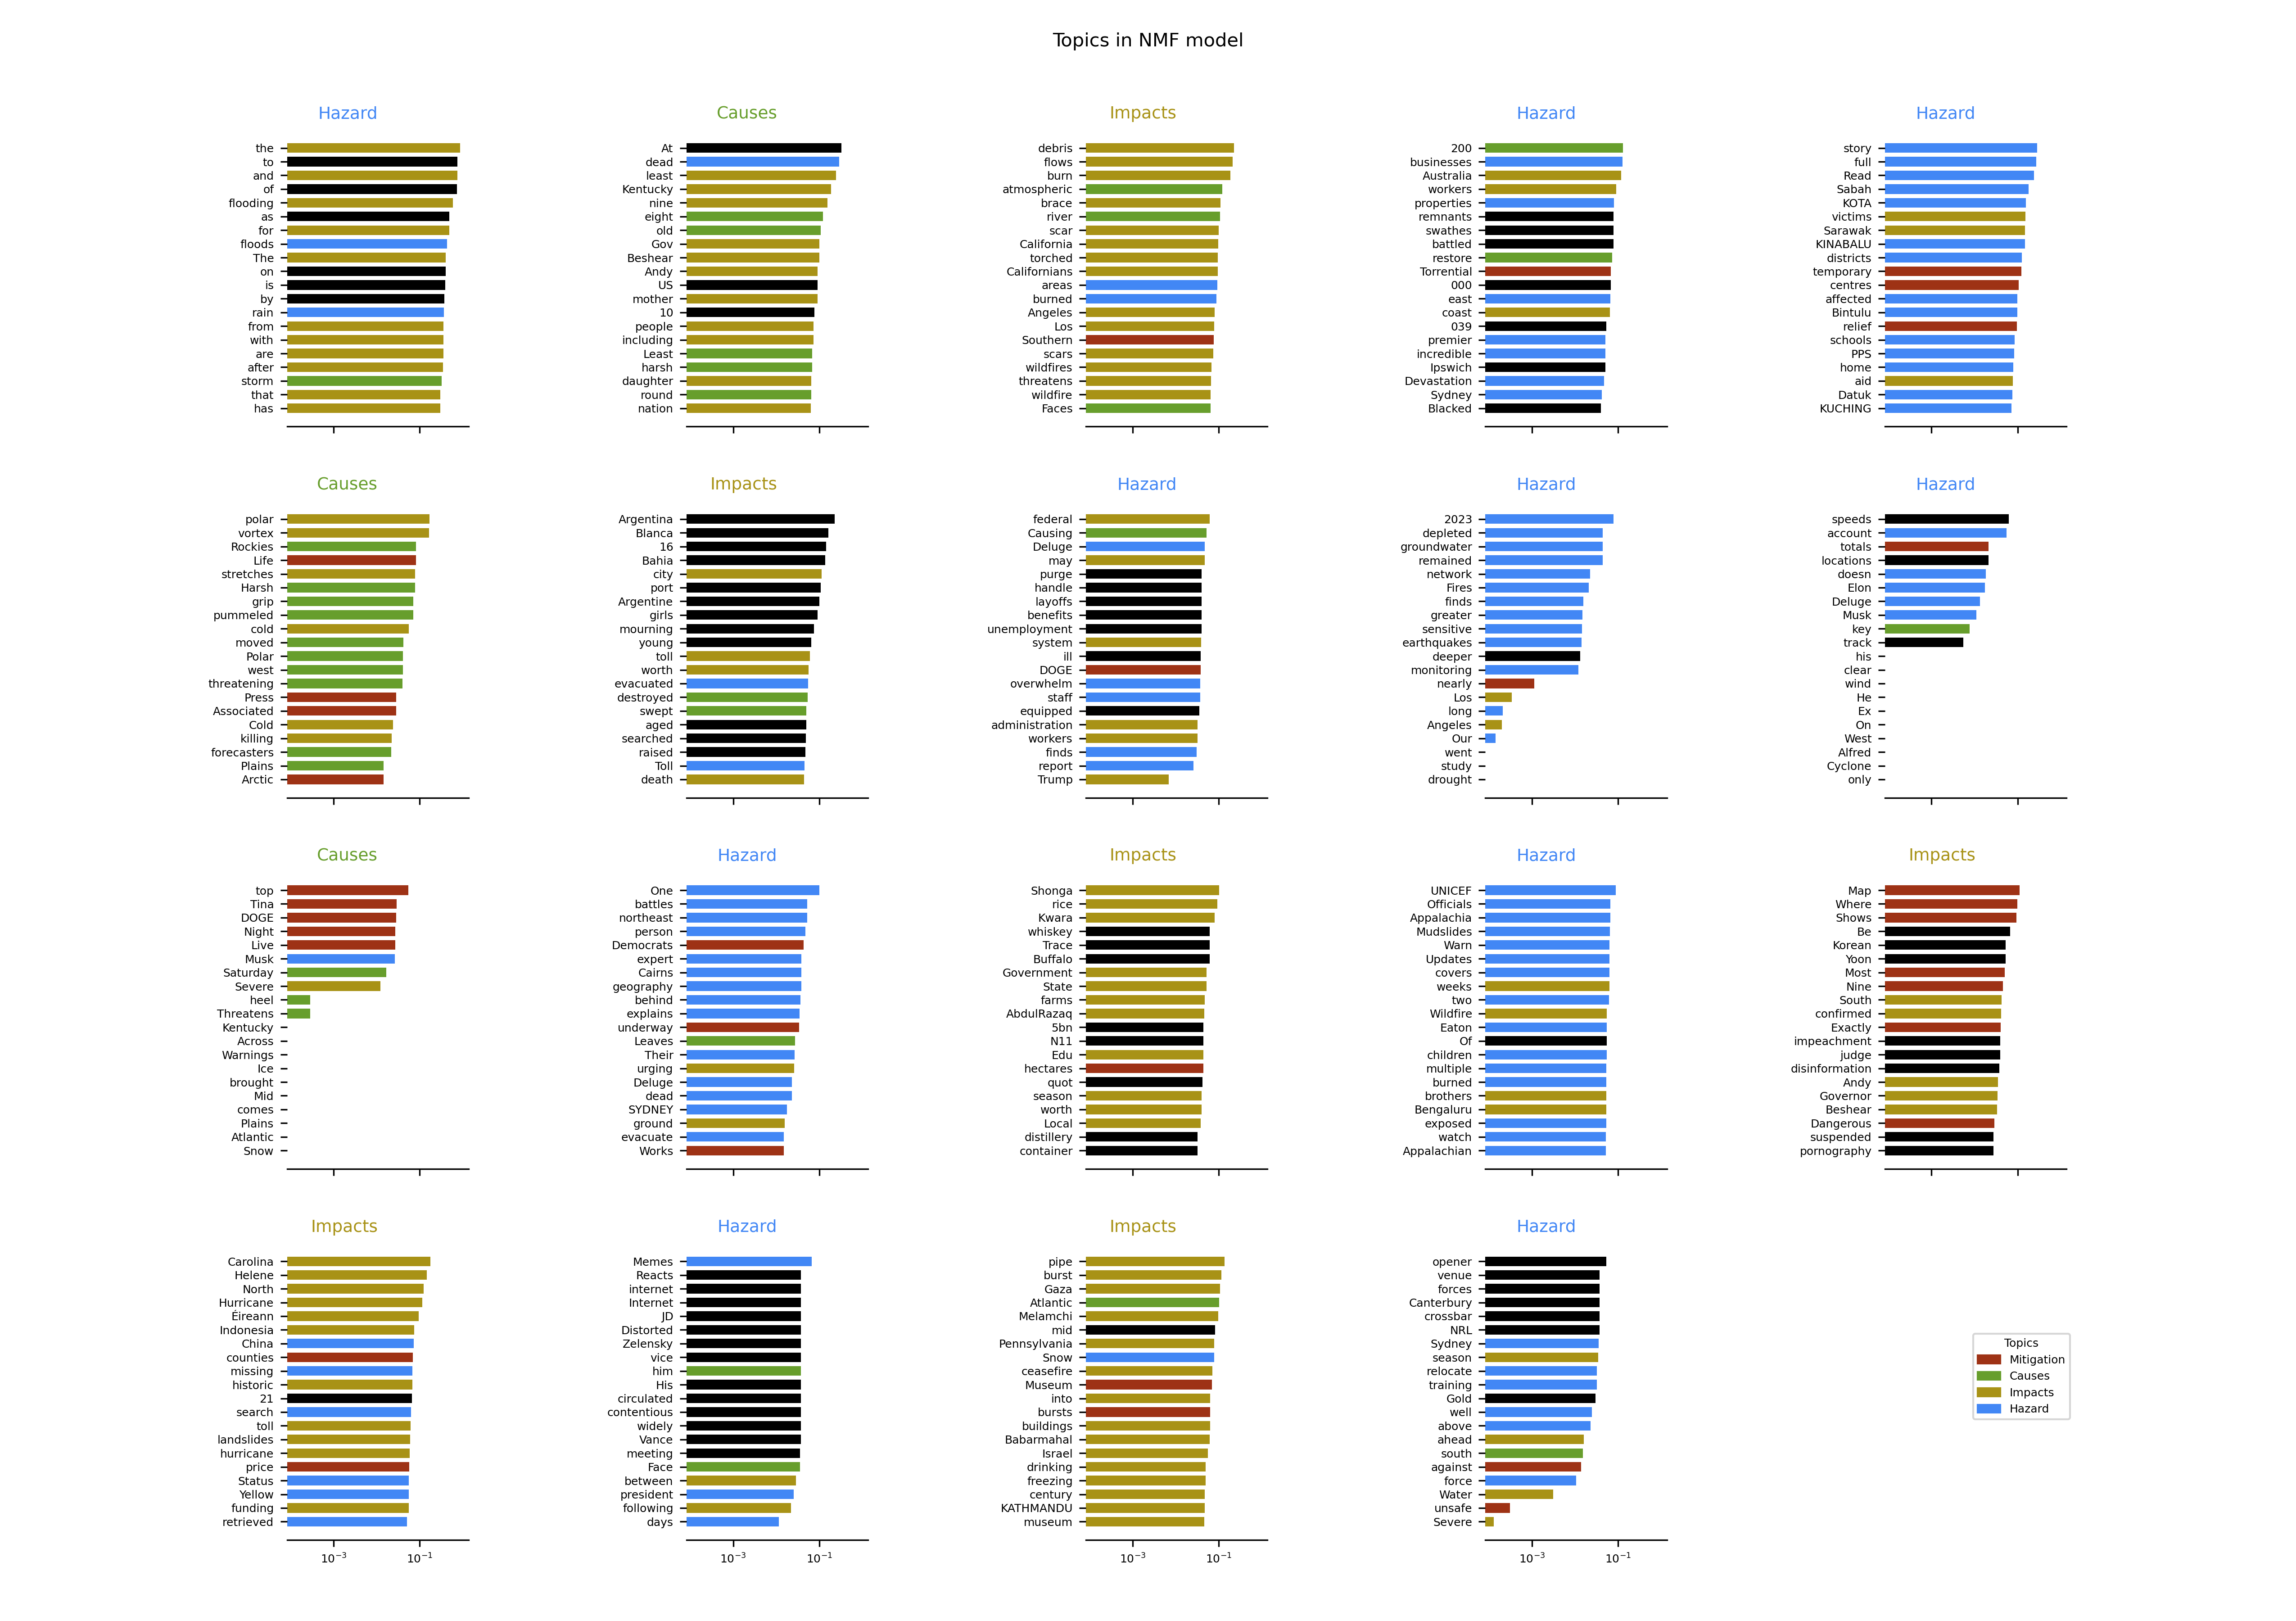 Topics in NMF model
Hazard
the
to
and
of
flooding
as
for
floods
The
on
is
by
rain
from
with
are
after
storm
that
has
Causes
At
dead
least
Kentucky
nine
eight
old
Gov
Beshear
Andy
US
mother
10
people
including
Least
harsh
daughter
round
nation
Impacts
debris
flows
burn
atmospheric
brace
river
scar
California
torched
Californians
areas
burned
Angeles
Los
Southern
scars
wildfires
threatens
wildfire
Faces
Hazard
200
businesses
Australia
workers
properties
remnants
swathes
battled
restore
Torrential
000
east
coast
039
premier
incredible
Ipswich
Devastation
Sydney
Blacked
Hazard
story
full
Read
Sabah
KOTA
victims
Sarawak
KINABALU
districts
temporary
centres
affected
Bintulu
relief
schools
PPS
home
aid
Datuk
KUCHING
Causes
polar
vortex
Rockies
Life
stretches
Harsh
grip
pummeled
cold
moved
Polar
west
threatening
Press
Associated
Cold
killing
forecasters
Plains
Arctic
Impacts
Argentina
Blanca
16
Bahia
city
port
Argentine
girls
mourning
young
toll
worth
evacuated
destroyed
swept
aged
searched
raised
Toll
death
Hazard
federal
Causing
Deluge
may
purge
handle
layoffs
benefits
unemployment
system
ill
DOGE
overwhelm
staff
equipped
administration
workers
finds
report
Trump
Hazard
2023
depleted
groundwater
remained
network
Fires
finds
greater
sensitive
earthquakes
deeper
monitoring
nearly
Los
long
Angeles
Our
went
study
drought
Hazard
speeds
account
totals
locations
doesn
Elon
Deluge
Musk
key
track
his
clear
wind
He
Ex
On
West
Alfred
Cyclone
only
Causes
top
Tina
DOGE
Night
Live
Musk
Saturday
Severe
heel
Threatens
Kentucky
Across
Warnings
Ice
brought
Mid
comes
Plains
Atlantic
Snow
Hazard
One
battles
northeast
person
Democrats
expert
Cairns
geography
behind
explains
underway
Leaves
Their
urging
Deluge
dead
SYDNEY
ground
evacuate
Works
Impacts
Shonga
rice
Kwara
whiskey
Trace
Buffalo
Government
State
farms
AbdulRazaq
5bn
N11
Edu
hectares
quot
season
worth
Local
distillery
container
Hazard
UNICEF
Officials
Appalachia
Mudslides
Warn
Updates
covers
weeks
two
Wildfire
Eaton
Of
children
multiple
burned
brothers
Bengaluru
exposed
watch
Appalachian
Impacts
Map
Where
Shows
Be
Korean
Yoon
Most
Nine
South
confirmed
Exactly
impeachment
judge
disinformation
Andy
Governor
Beshear
Dangerous
suspended
pornography
Impacts
Carolina
Helene
North
Hurricane
Éireann
Indonesia
China
counties
missing
historic
21
search
toll
landslides
hurricane
price
Status
Yellow
funding
retrieved
10⁻³ 10⁻¹
Hazard
Memes
Reacts
internet
Internet
JD
Distorted
Zelensky
vice
him
His
circulated
contentious
widely
Vance
meeting
Face
between
president
following
days
10⁻³ 10⁻¹
Impacts
pipe
burst
Gaza
Atlantic
Melamchi
mid
Pennsylvania
Snow
ceasefire
Museum
into
bursts
buildings
Babarmahal
Israel
drinking
freezing
century
KATHMANDU
museum
10⁻³ 10⁻¹
Hazard
opener
venue
forces
Canterbury
crossbar
NRL
Sydney
season
relocate
training
Gold
well
above
ahead
south
against
force
Water
unsafe
Severe
10⁻³ 10⁻¹
Topics
Mitigation
Causes
Impacts
Hazard